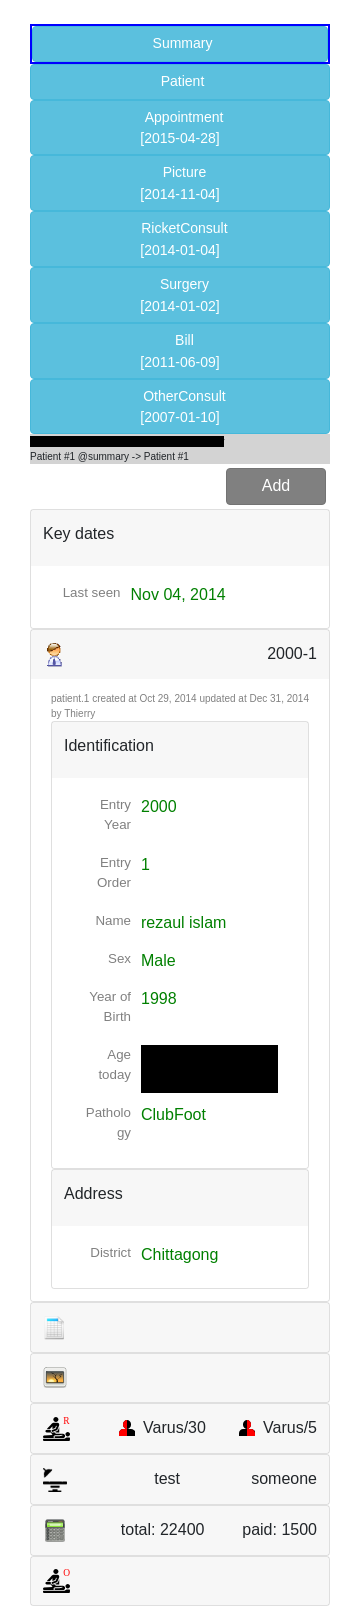 Summary
Patient
Appointment
[2015-04-28]
Picture
[2014-11-04]
RicketConsult
[2014-01-04]
Surgery
[2014-01-02]
Bill
[2011-06-09]
OtherConsult
[2007-01-10]
Patient #1 @summary -> Patient #1
Add
Key dates
Last seen Nov 04, 2014
2000-1
patient.1 created at Oct 29, 2014 updated at Dec 31, 2014
by Thierry
Identification
Entry 2000
Year
Entry 1
Order
Name rezaul islam
Sex Male
Year of 1998
Birth
Age
today
Patholo ClubFoot
gy
Address
District Chittagong
R Varus/30 Varus/5
test someone
total: 22400 paid: 1500
O